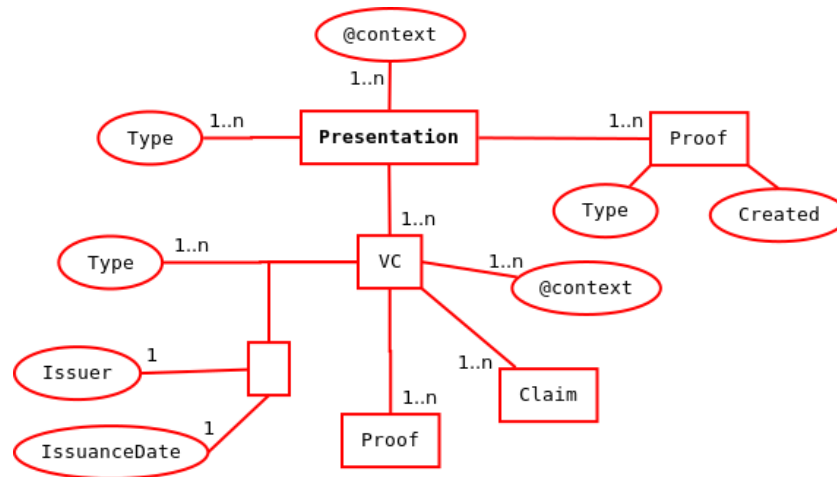 @context
1..n
Type
1..n
Presentation
1..n
Proof
Type
Created
1..n
Type
1..n
VC
1..n
@context
Issuer
1
1..n
Claim
IssuanceDate
1
1..n
Proof